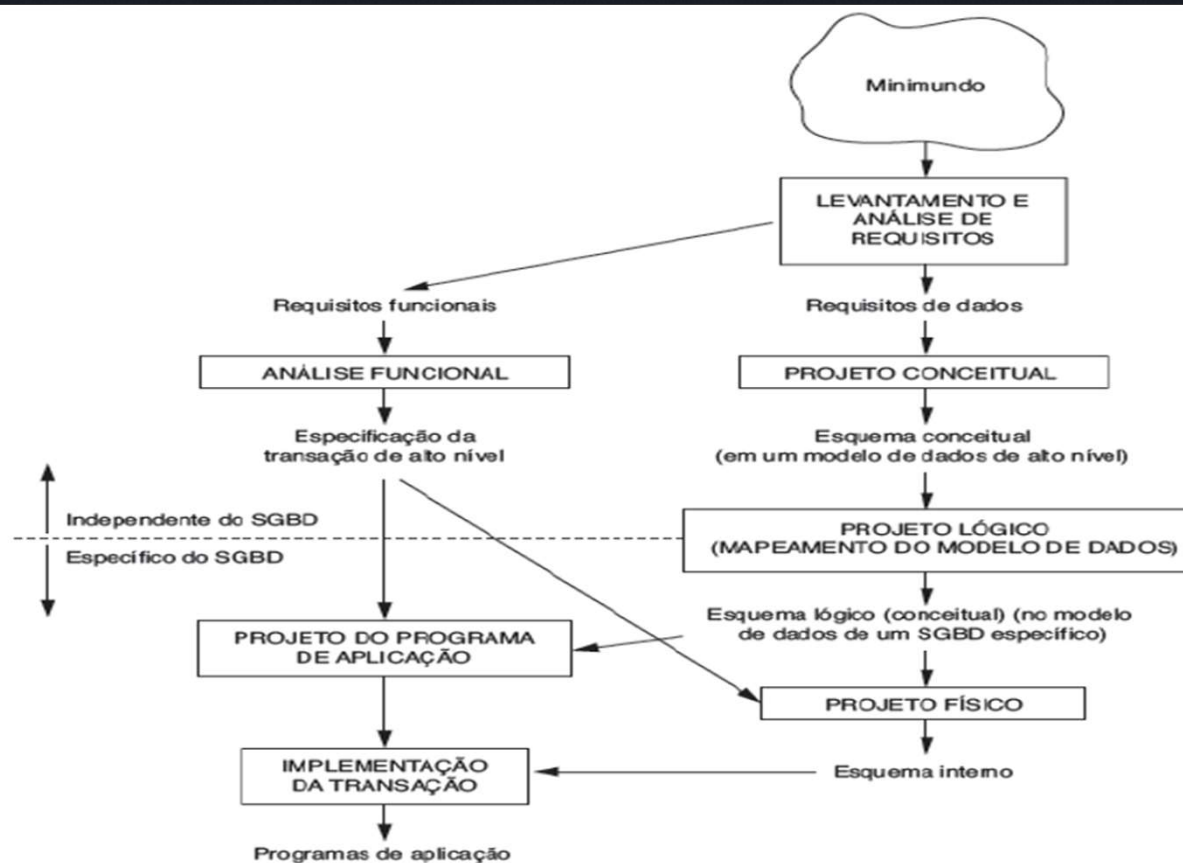 Minimundo
LEVANTAMENTO E
ANÁLISE DE
REQUISITOS
Requisitos funcionais
Requisitos de dados
ANÁLISE FUNCIONAL
PROJETO CONCEITUAL
Especificação da
transação de alto nível
Esquema conceitual
(em um modelo de dados de alto nível)
Independente do SGBD
Específico do SGBD
PROJETO LÓGICO
(MAPEAMENTO DO MODELO DE DADOS)
Esquema lógico (conceitual) (no modelo
de dados de um SGBD específico)
PROJETO DO PROGRAMA
DE APLICAÇÃO
PROJETO FÍSICO
IMPLEMENTAÇÃO
DA TRANSAÇÃO
Esquema interno
Programas de aplicação